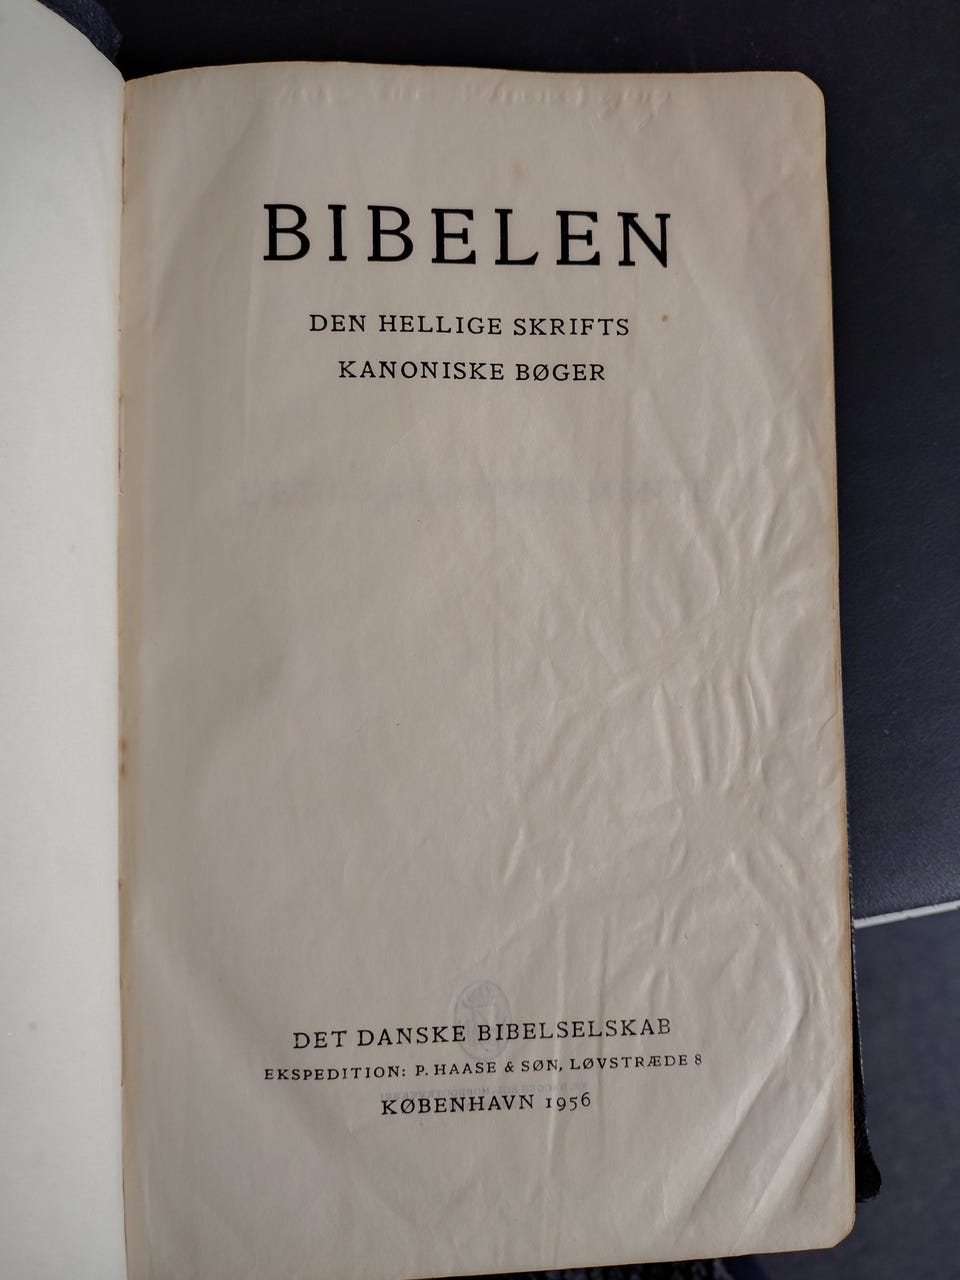 BIBELEN
DEN HELLIGE SKRIFTS
KANONISKE BØGER
DET DANSKE BIBELSELSKAB
EKSPEDITION: P. HAASE & SØN, LØVSTRÆDE 8
KØBENHAVN 1956